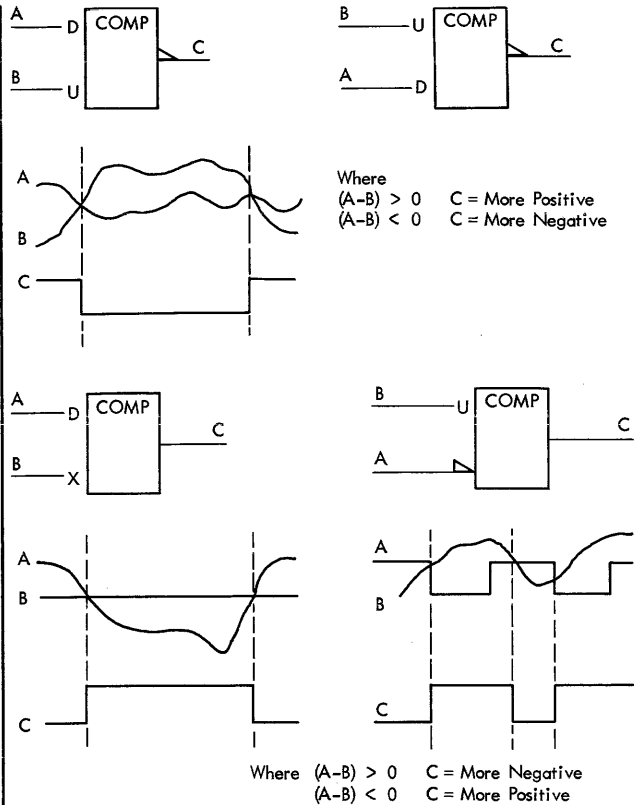 A D COMP C
B U
B U COMP C
A D
A
B
C
Where
(A-B) > 0 C = More Positive
(A-B) < 0 C = More Negative
A D COMP C
B X
B U COMP C
A
A
B
C
A
B
C
Where (A-B) > 0 C = More Negative
(A-B) < 0 C = More Positive